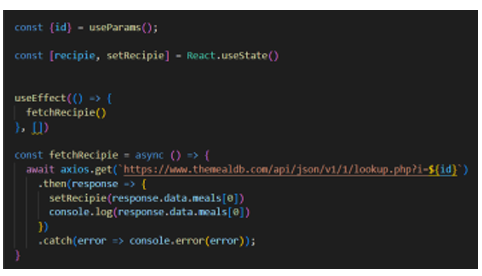 const {id} = useParams();
const [recipie, setRecipie] = React.useState()
useEffect(() => {
fetchRecipie()
}, [])
const fetchRecipie = async () => {
await axios.get(`https://www.themealdb.com/api/json/v1/1/lookup.php?i=${id}`)
.then(response => {
setRecipie(response.data.meals[0])
console.log(response.data.meals[0])
})
.catch(error => console.error(error));
}